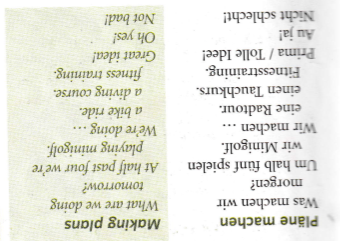 Pläne machen
Was machen wir
morgen?
Um halb fünf spielen
wir Minigolf.
Wir machen ...
eine Radtour.
einen Tauchkurs.
Fitnesstraining.
Prima / Tolle Idee!
Au ja!
Nicht schlecht!
Making plans
What are we doing
tomorrow?
At half past four we're
playing minigolf.
We're doing ...
a bike ride.
a diving course.
fitness training.
Great idea!
Oh yes!
Not bad!